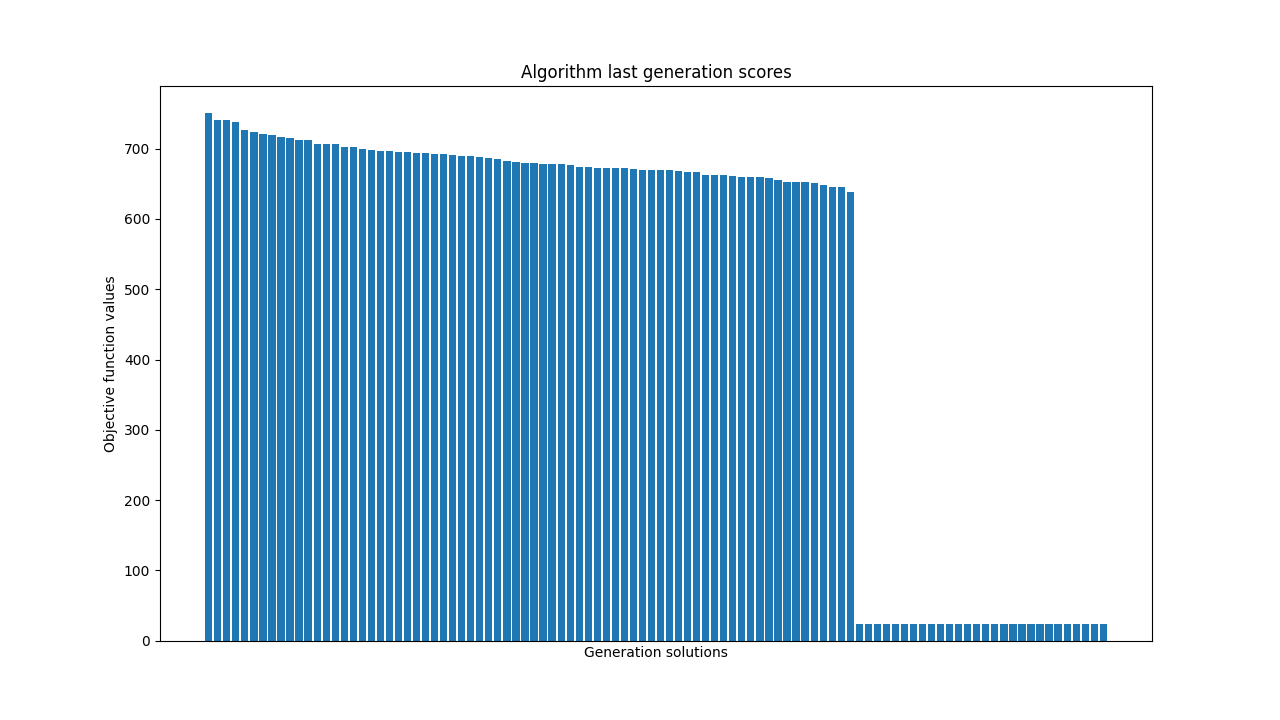 Algorithm last generation scores
Objective function values
700
600
500
400
300
200
100
0
Generation solutions